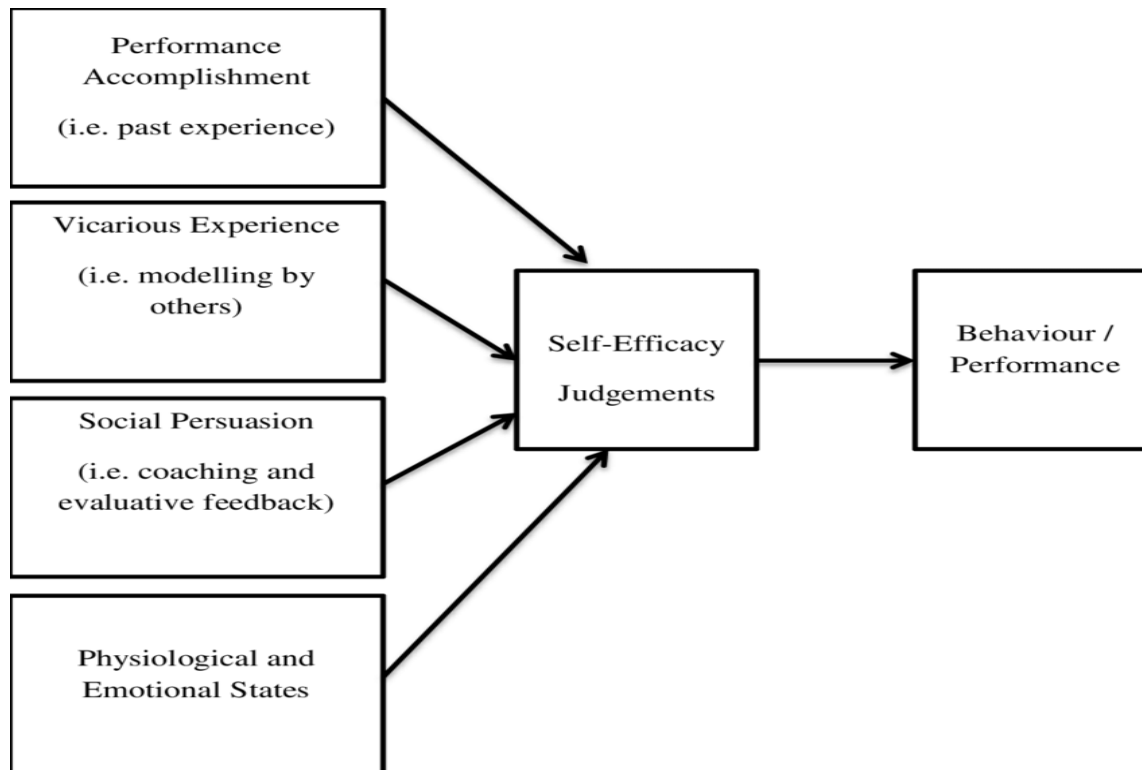 Performance
Accomplishment
(i.e. past experience)
Vicarious Experience
(i.e. modelling by
others)
Social Persuasion
(i.e. coaching and
evaluative feedback)
Physiological and
Emotional States
Self-Efficacy
Judgements
Behaviour /
Performance